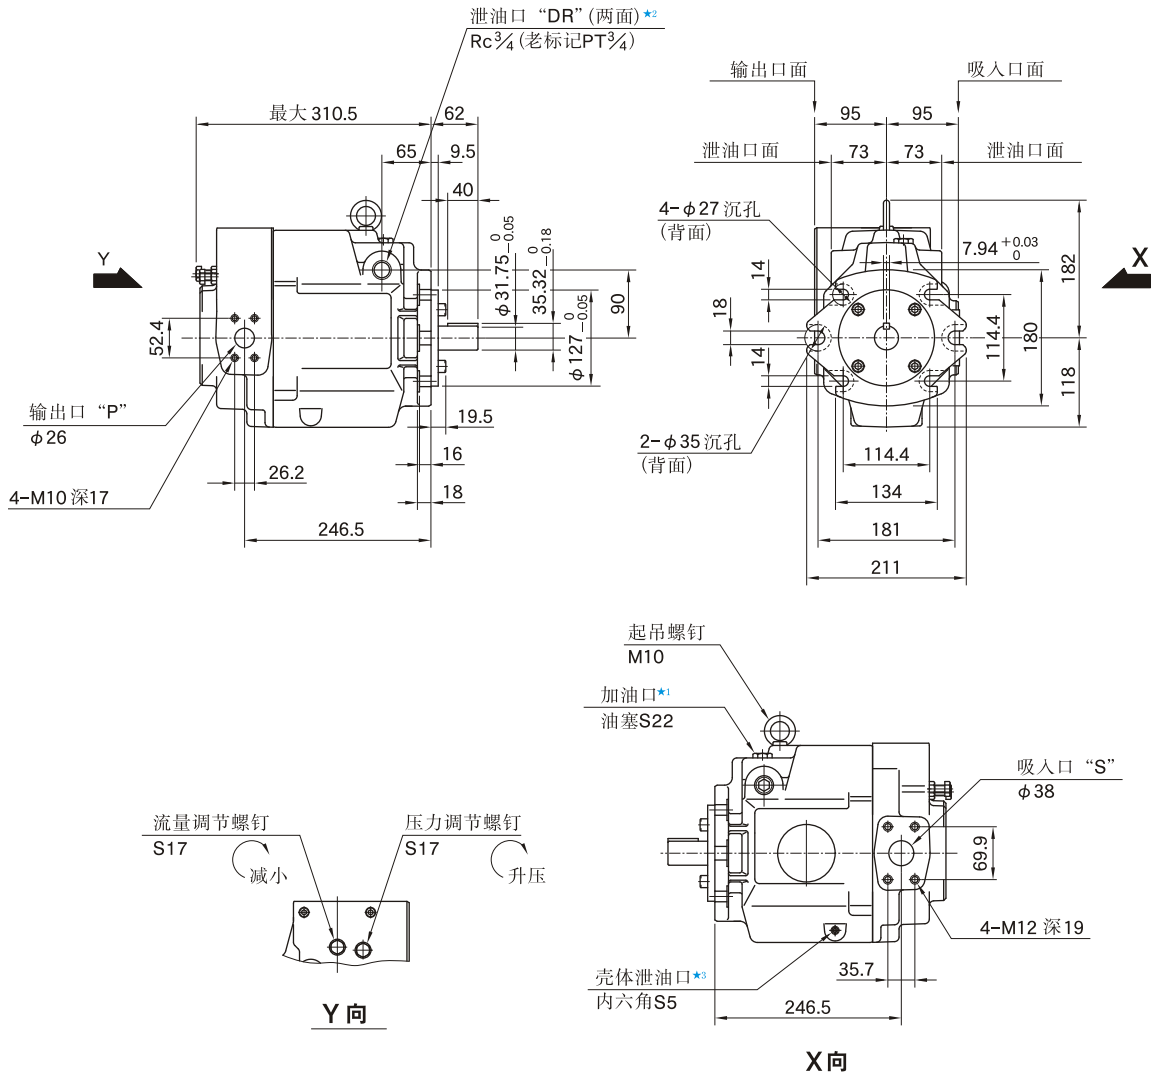 泄油口 “DR” (两面) ★2
Rc 3/4 (老标记PT3/4)
最大 310.5
62
65
9.5
40
Y
φ 31.75 0 -0.05
35.32 0 -0.18
φ 127 0 -0.05
90
52.4
输出口 “P”
φ 26
4-M10 深17
26.2
19.5
16
18
246.5
输出口面
吸入口面
95
95
泄油口面
73
73
泄油口面
4-φ 27 沉孔
(背面)
7.94 +0.03 0
X
182
14
18
14
114.4
180
118
2-φ 35 沉孔
(背面)
114.4
134
181
211
起吊螺钉
M10
加油口★1
油塞S22
吸入口 “S”
φ 38
69.9
4-M12 深19
35.7
壳体泄油口★3
内六角S5
246.5
X向
流量调节螺钉
S17
减小
压力调节螺钉
S17
升压
Y 向